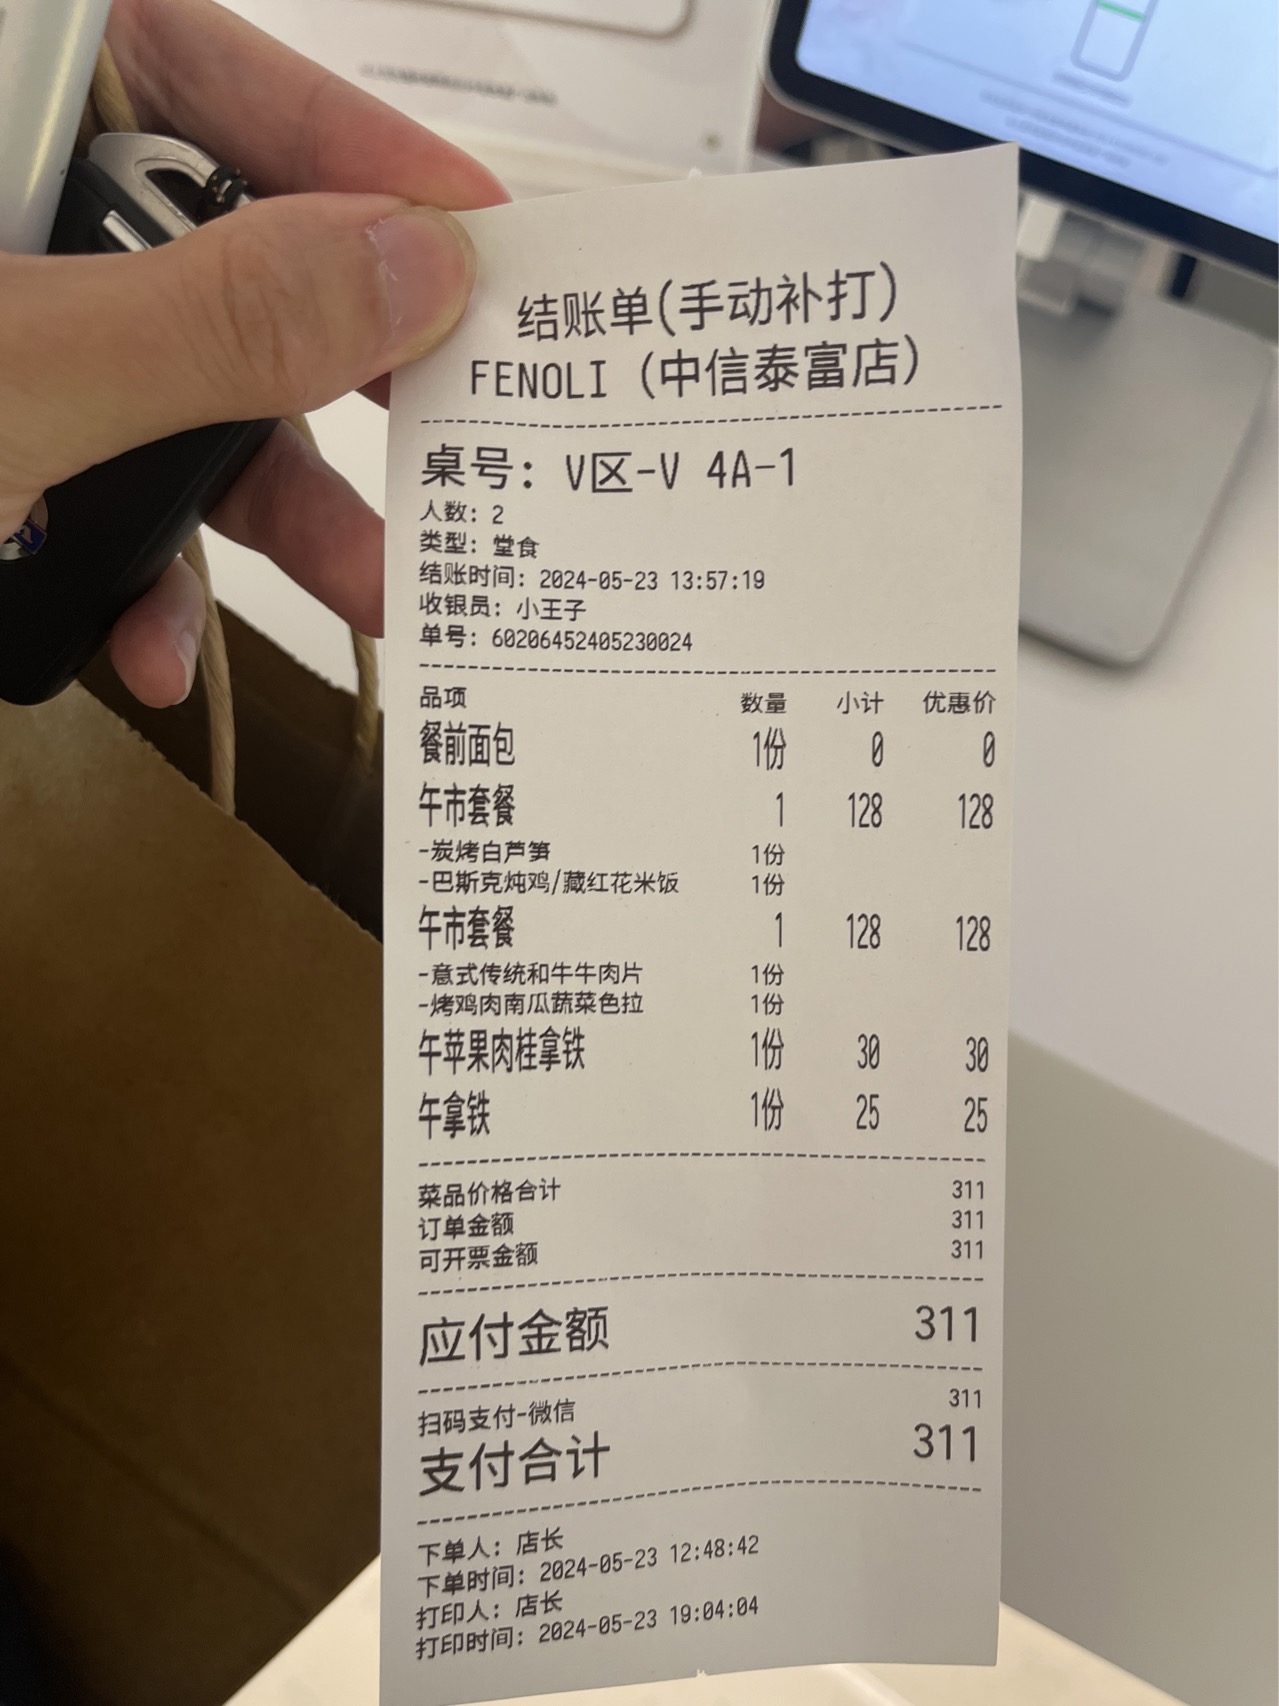 结账单(手动补打)
FENOLI (中信泰富店)
桌号: V区-V 4A-1
人数: 2
类型: 堂食
结账时间: 2024-05-23 13:57:19
收银员: 小王子
单号: 60206452405230024
品项 数量 小计 优惠价
餐前面包 1份 0 0
午市套餐 1 128 128
-炭烤白芦笋 1份
-巴斯克炖鸡/藏红花米饭 1份
午市套餐 1 128 128
-意式传统和牛牛肉片 1份
-烤鸡肉南瓜蔬菜色拉 1份
午苹果肉桂拿铁 1份 30 30
午拿铁 1份 25 25
菜品价格合计 311
订单金额 311
可开票金额 311
应付金额 311
扫码支付-微信 311
支付合计 311
下单人: 店长
下单时间: 2024-05-23 12:48:42
打印人: 店长
打印时间: 2024-05-23 19:04:04